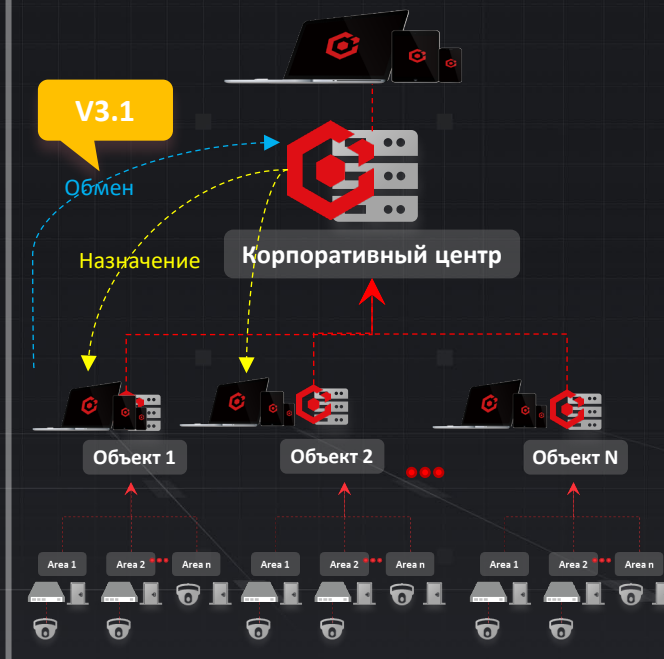 V3.1
Обмен
Назначение
Корпоративный центр
Объект 1
Объект 2
Объект N
Area 1
Area 2
Area n
Area 1
Area 2
Area n
Area 1
Area 2
Area n